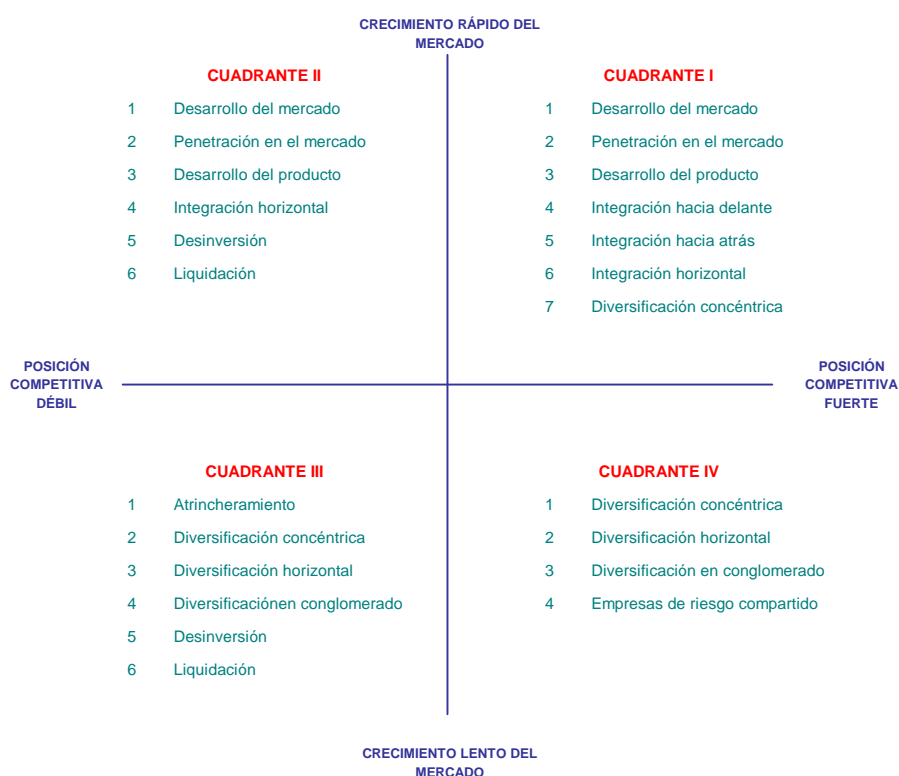 CRECIMIENTO RÁPIDO DEL
MERCADO
CUADRANTE II
1 Desarrollo del mercado
2 Penetración en el mercado
3 Desarrollo del producto
4 Integración horizontal
5 Desinversión
6 Liquidación
CUADRANTE I
1 Desarrollo del mercado
2 Penetración en el mercado
3 Desarrollo del producto
4 Integración hacia delante
5 Integración hacia atrás
6 Integración horizontal
7 Diversificación concéntrica
POSICIÓN
COMPETITIVA
DÉBIL
POSICIÓN
COMPETITIVA
FUERTE
CUADRANTE III
1 Atrincheramiento
2 Diversificación concéntrica
3 Diversificación horizontal
4 Diversificaciónen conglomerado
5 Desinversión
6 Liquidación
CUADRANTE IV
1 Diversificación concéntrica
2 Diversificación horizontal
3 Diversificación en conglomerado
4 Empresas de riesgo compartido
CRECIMIENTO LENTO DEL
MERCADO